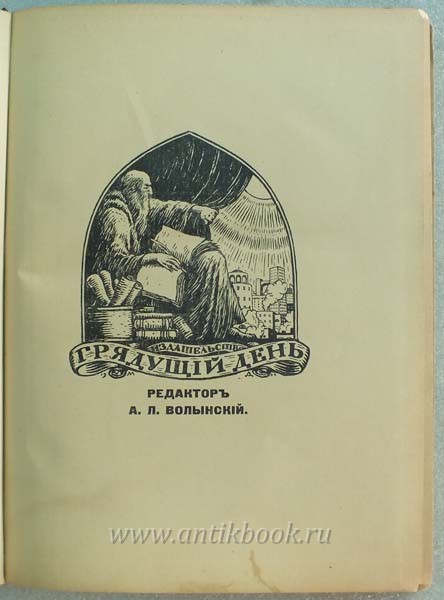 ИЗДАТЕЛЬСТВО
ГРЯДУЩІЙ ДЕНЬ
РЕДАКТОРЪ
А. Л. ВОЛЫНСКІЙ.
www.antikbook.ru